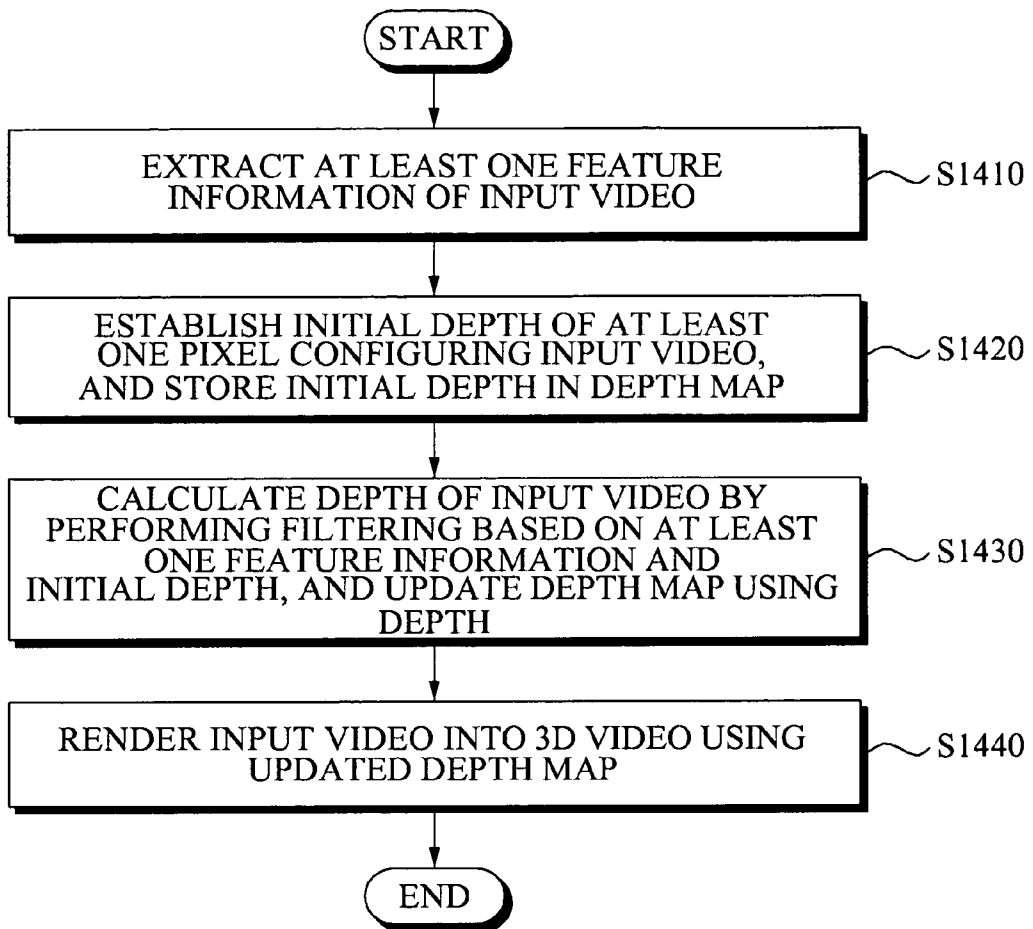 START
EXTRACT AT LEAST ONE FEATURE
INFORMATION OF INPUT VIDEO
S1410
ESTABLISH INITIAL DEPTH OF AT LEAST
ONE PIXEL CONFIGURING INPUT VIDEO,
AND STORE INITIAL DEPTH IN DEPTH MAP
S1420
CALCULATE DEPTH OF INPUT VIDEO BY
PERFORMING FILTERING BASED ON AT LEAST
ONE FEATURE INFORMATION AND
INITIAL DEPTH, AND UPDATE DEPTH MAP USING
DEPTH
S1430
RENDER INPUT VIDEO INTO 3D VIDEO USING
UPDATED DEPTH MAP
S1440
END